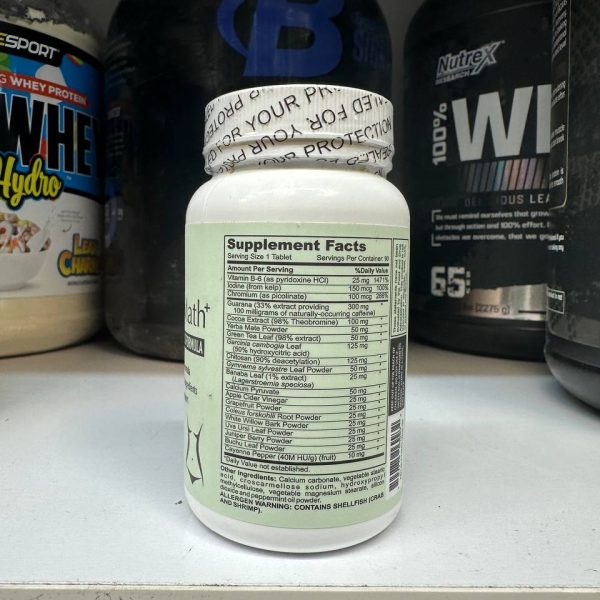 ESPORT
G WHEY PROTEIN
WHE
Hydro
B
Nutrex
RESEARCH
100%
WI
65
SEALED FOR YOUR PROTECTION
ath+
ULA
Supplement Facts
Serving Size 1 Tablet Servings Per Container: 90
Amount Per Serving %Daily Value
Vitamin B-6 (as pyridoxine HCl) 25 mg 1471%
Iodine (from kelp) 150 mcg 100%
Chromium (as picolinate) 100 mcg 286%
Guarana (33% extract providing 300 mg *
100 milligrams of naturally-occurring caffeine)
Cocoa Extract (98% Theobromine) 100 mg *
Yerba Mate Powder 50 mg *
Green Tea Leaf (98% extract) 50 mg *
Garcinia cambogia Leaf 125 mg *
(50% hydroxycitric acid)
Chitosan (90% deacetylation) 125 mg *
Gymnema sylvestre Leaf Powder 50 mg *
Banaba Leaf (1% extract) 25 mg *
(Lagerstroemia speciosa)
Calcium Pyruvate 50 mg *
Apple Cider Vinegar 25 mg *
Grapefruit Powder 25 mg *
Coleus forskohlii Root Powder 25 mg *
White Willow Bark Powder 25 mg *
Uva Ursi Leaf Powder 25 mg *
Juniper Berry Powder 25 mg *
Buchu Leaf Powder 25 mg *
Cayenne Pepper (40M HU/g) (fruit) 10 mg *
*Daily Value not established.
Other Ingredients: Calcium carbonate, vegetable stearic
acid, croscarmellose sodium, hydroxypropyl
methylcellulose, vegetable magnesium stearate, silicon
dioxide and peppermint oil powder.
ALLERGEN WARNING: CONTAINS SHELLFISH (CRAB
AND SHRIMP).